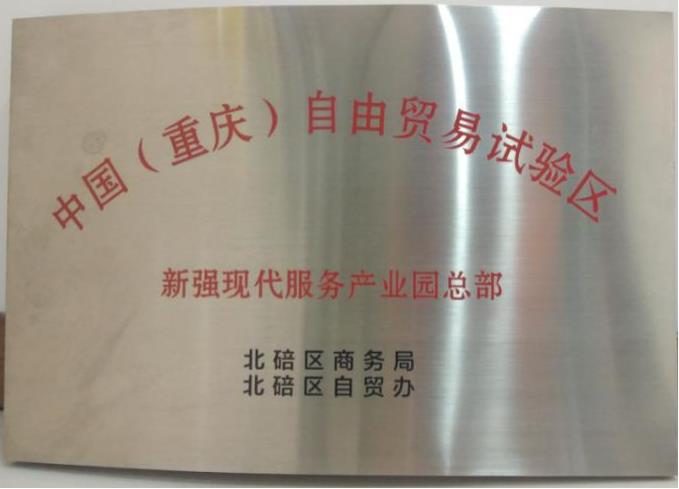 中国（重庆）自由贸易试验区
新强现代服务产业园总部
北碚区商务局
北碚区自贸办